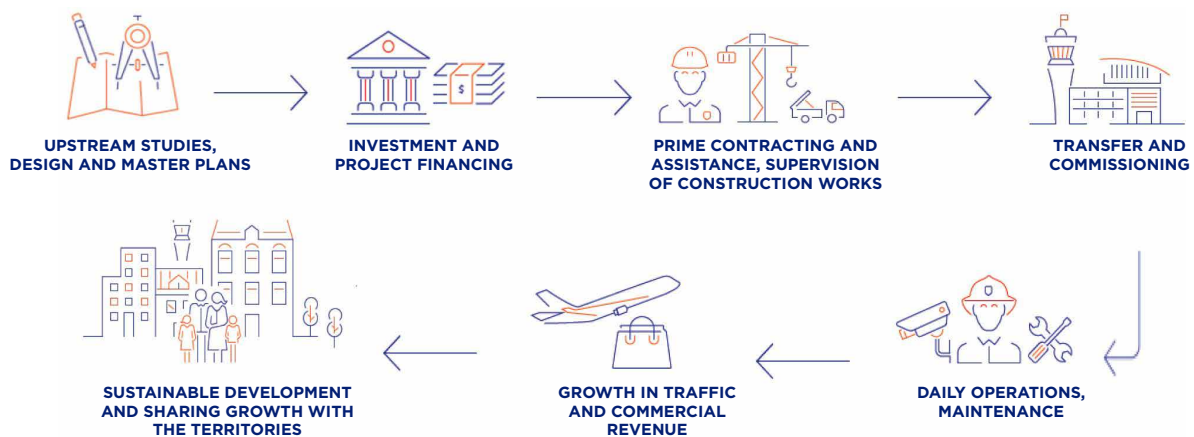 $
UPSTREAM STUDIES,
DESIGN AND MASTER PLANS
INVESTMENT AND
PROJECT FINANCING
PRIME CONTRACTING AND
ASSISTANCE, SUPERVISION
OF CONSTRUCTION WORKS
TRANSFER AND
COMMISSIONING
DAILY OPERATIONS,
MAINTENANCE
GROWTH IN TRAFFIC
AND COMMERCIAL
REVENUE
SUSTAINABLE DEVELOPMENT
AND SHARING GROWTH WITH
THE TERRITORIES